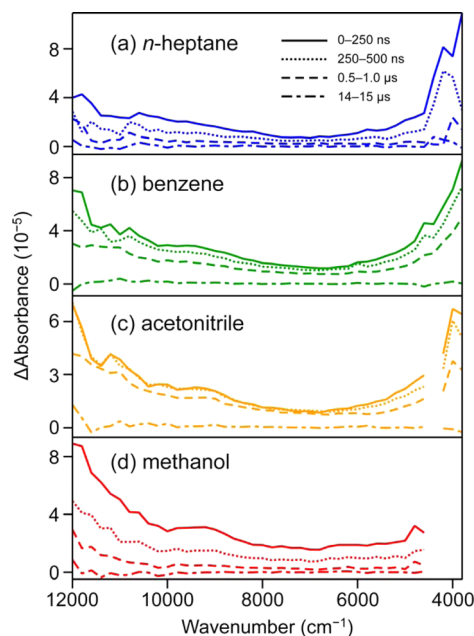 (a) n-heptane
0–250 ns
250–500 ns
0.5–1.0 µs
14–15 µs
8
4
0
(b) benzene
8
4
0
(c) acetonitrile
6
3
0
(d) methanol
8
4
0
ΔAbsorbance (10⁻⁵)
12000 10000 8000 6000 4000
Wavenumber (cm⁻¹)